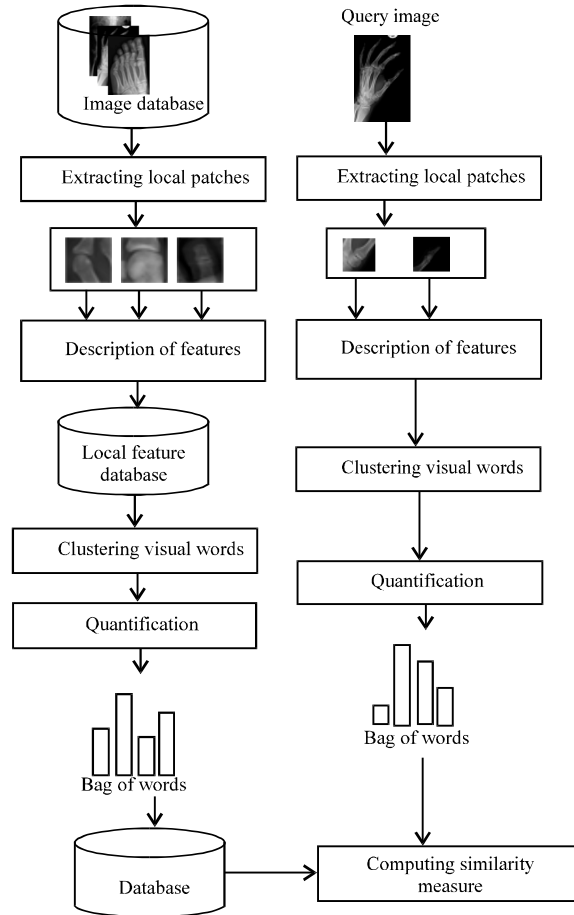 Image database
Extracting local patches
Description of features
Local feature
database
Clustering visual words
Quantification
Bag of words
Database
Query image
Extracting local patches
Description of features
Clustering visual words
Quantification
Bag of words
Computing similarity
measure